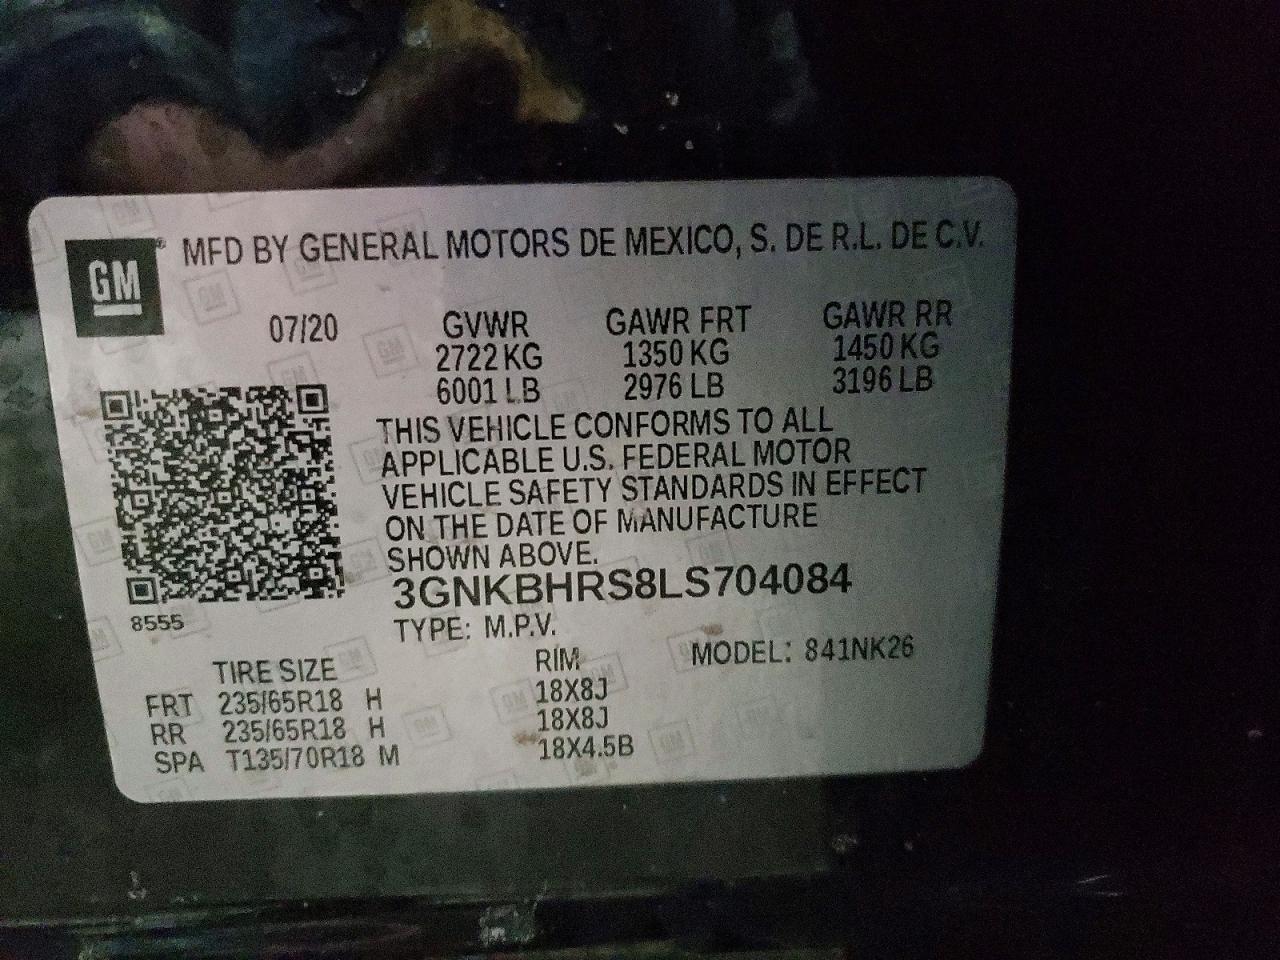 GM
MFD BY GENERAL MOTORS DE MEXICO, S. DE R.L. DE C.V.
07/20 GVWR GAWR FRT GAWR RR
2722 KG 1350 KG 1450 KG
6001 LB 2976 LB 3196 LB
THIS VEHICLE CONFORMS TO ALL
APPLICABLE U.S. FEDERAL MOTOR
VEHICLE SAFETY STANDARDS IN EFFECT
ON THE DATE OF MANUFACTURE
SHOWN ABOVE.
3GNKBHRS8LS704084
8555
TYPE: M.P.V.
MODEL: 841NK26
TIRE SIZE RIM
FRT 235/65R18 H 18X8J
RR 235/65R18 H 18X8J
SPA T135/70R18 M 18X4.5B